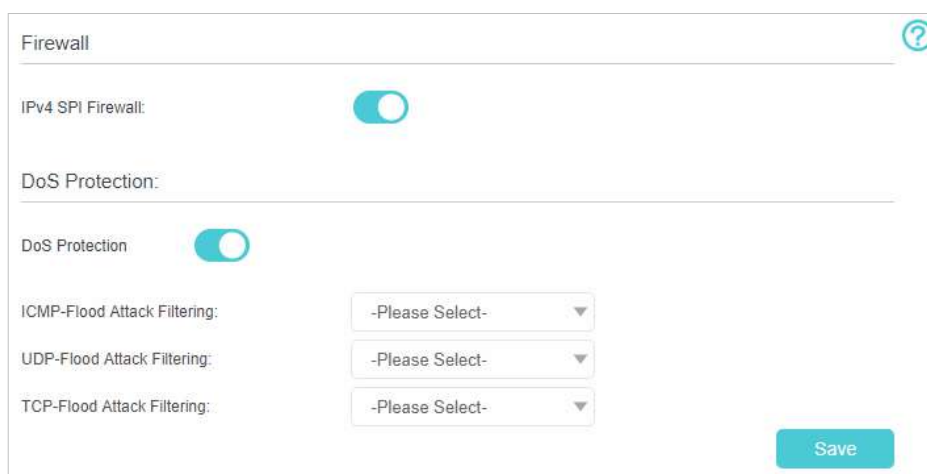 Firewall
IPv4 SPI Firewall:
DoS Protection:
DoS Protection
ICMP-Flood Attack Filtering: -Please Select-
UDP-Flood Attack Filtering: -Please Select-
TCP-Flood Attack Filtering: -Please Select-
Save